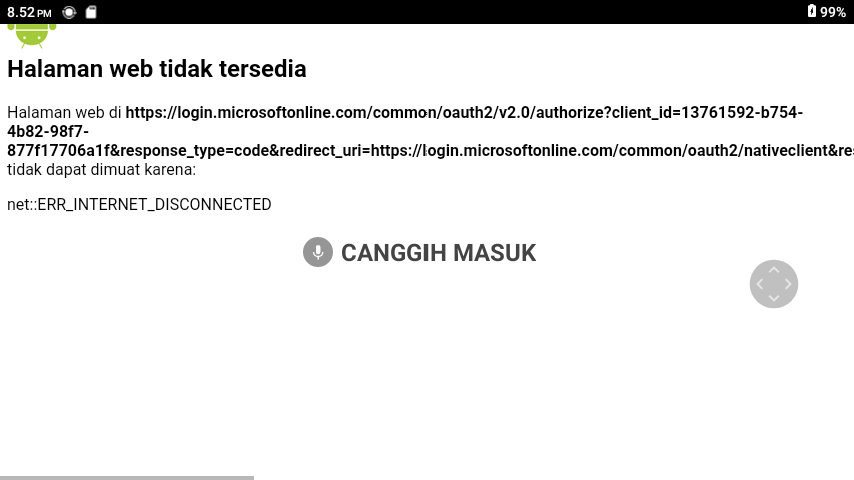 8.52 PM
99%
Halaman web tidak tersedia
Halaman web di https://login.microsoftonline.com/common/oauth2/v2.0/authorize?client_id=13761592-b754-
4b82-98f7-
877f17706a1f&response_type=code&redirect_uri=https://login.microsoftonline.com/common/oauth2/nativeclient&res
tidak dapat dimuat karena:
net::ERR_INTERNET_DISCONNECTED
CANGGIH MASUK